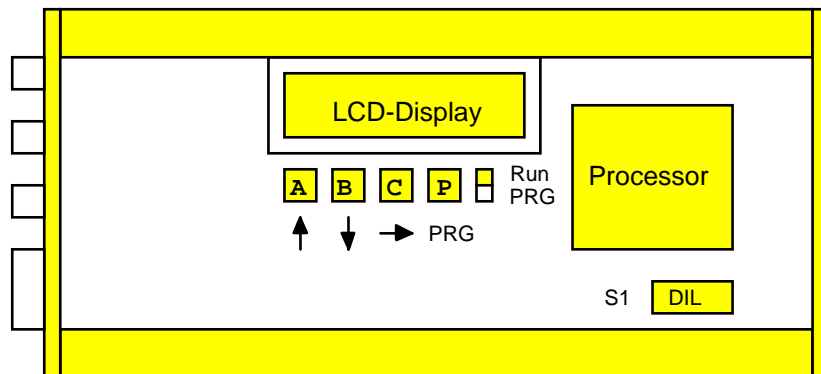 LCD-Display
A B C P Run
PRG
Processor
PRG
S1 DIL